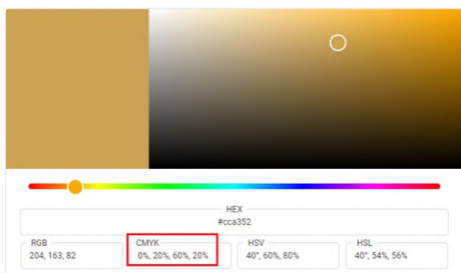 HEX
#cca352
RGB
204, 163, 82
CMYK
0%, 20%, 60%, 20%
HSV
40°, 60%, 80%
HSL
40°, 54%, 56%